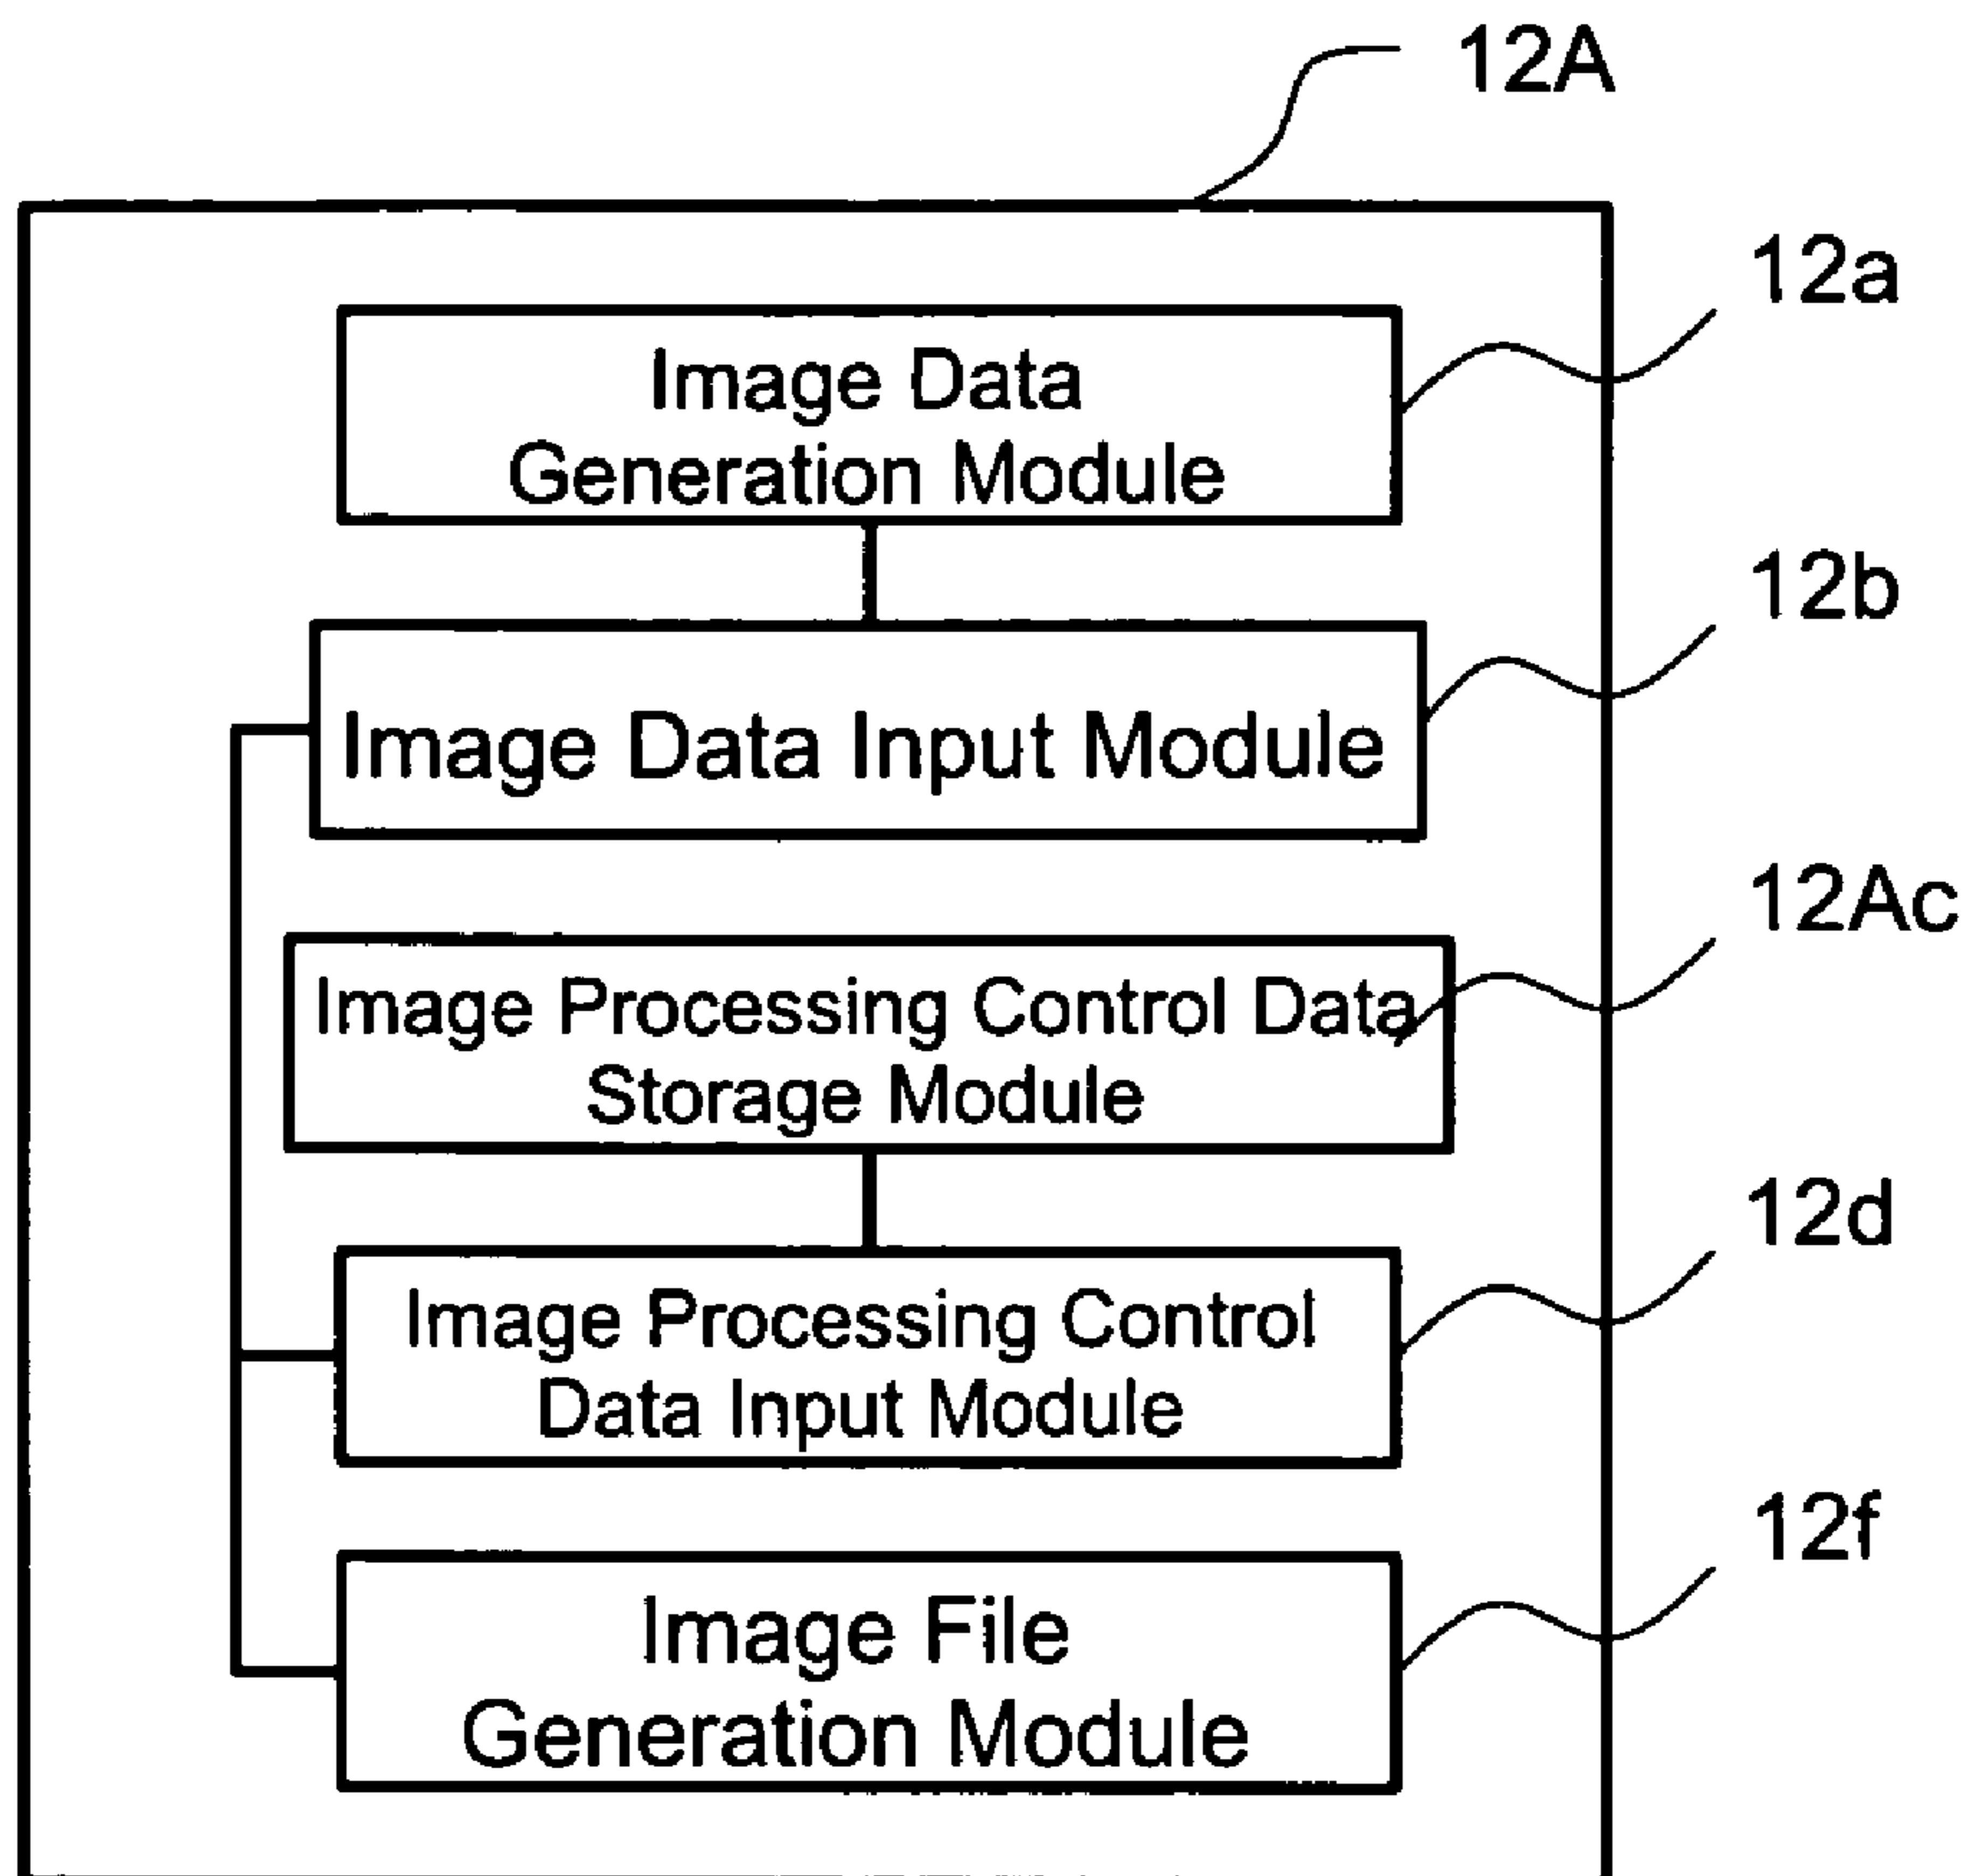 12A
12a
Image Data
Generation Module
12b
Image Data Input Module
12Ac
Image Processing Control Data
Storage Module
12d
Image Processing Control
Data Input Module
12f
Image File
Generation Module